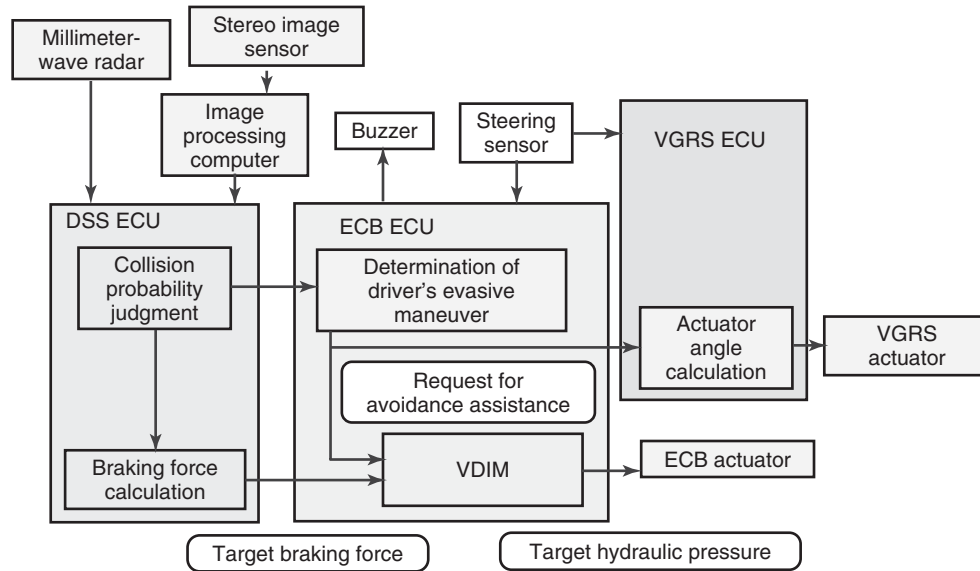 Millimeter-
wave radar
Stereo image
sensor
Image
processing
computer
Buzzer
Steering
sensor
VGRS ECU
DSS ECU
ECB ECU
Collision
probability
judgment
Determination of
driver's evasive
maneuver
Actuator
angle
calculation
VGRS
actuator
Request for
avoidance assistance
Braking force
calculation
VDIM
ECB actuator
Target braking force
Target hydraulic pressure